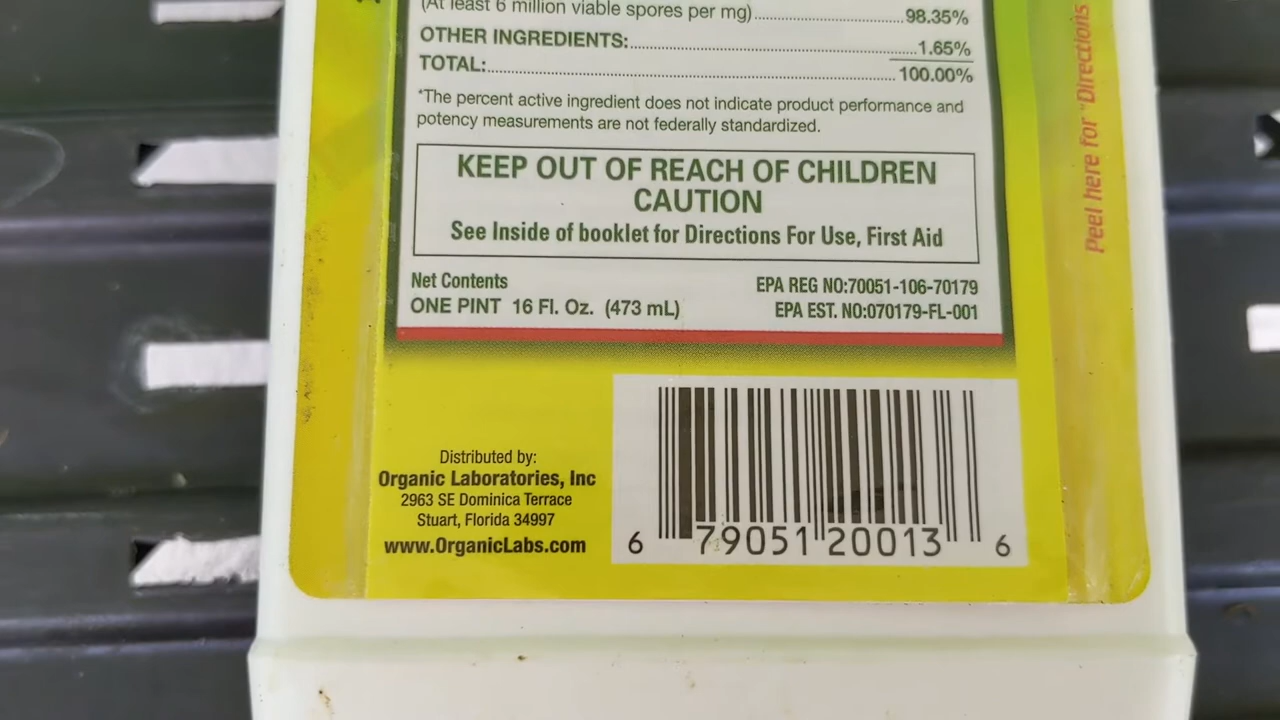 (At least 6 million viable spores per mg)..........98.35%
OTHER INGREDIENTS:..........1.65%
TOTAL:..........100.00%
*The percent active ingredient does not indicate product performance and
potency measurements are not federally standardized.
KEEP OUT OF REACH OF CHILDREN
CAUTION
See Inside of booklet for Directions For Use, First Aid
Net Contents
ONE PINT 16 Fl. Oz. (473 mL)
EPA REG NO:70051-106-70179
EPA EST. NO:070179-FL-001
Distributed by:
Organic Laboratories, Inc
2963 SE Dominica Terrace
Stuart, Florida 34997
www.OrganicLabs.com
6 79051 20013 6
Peel here for "Directions